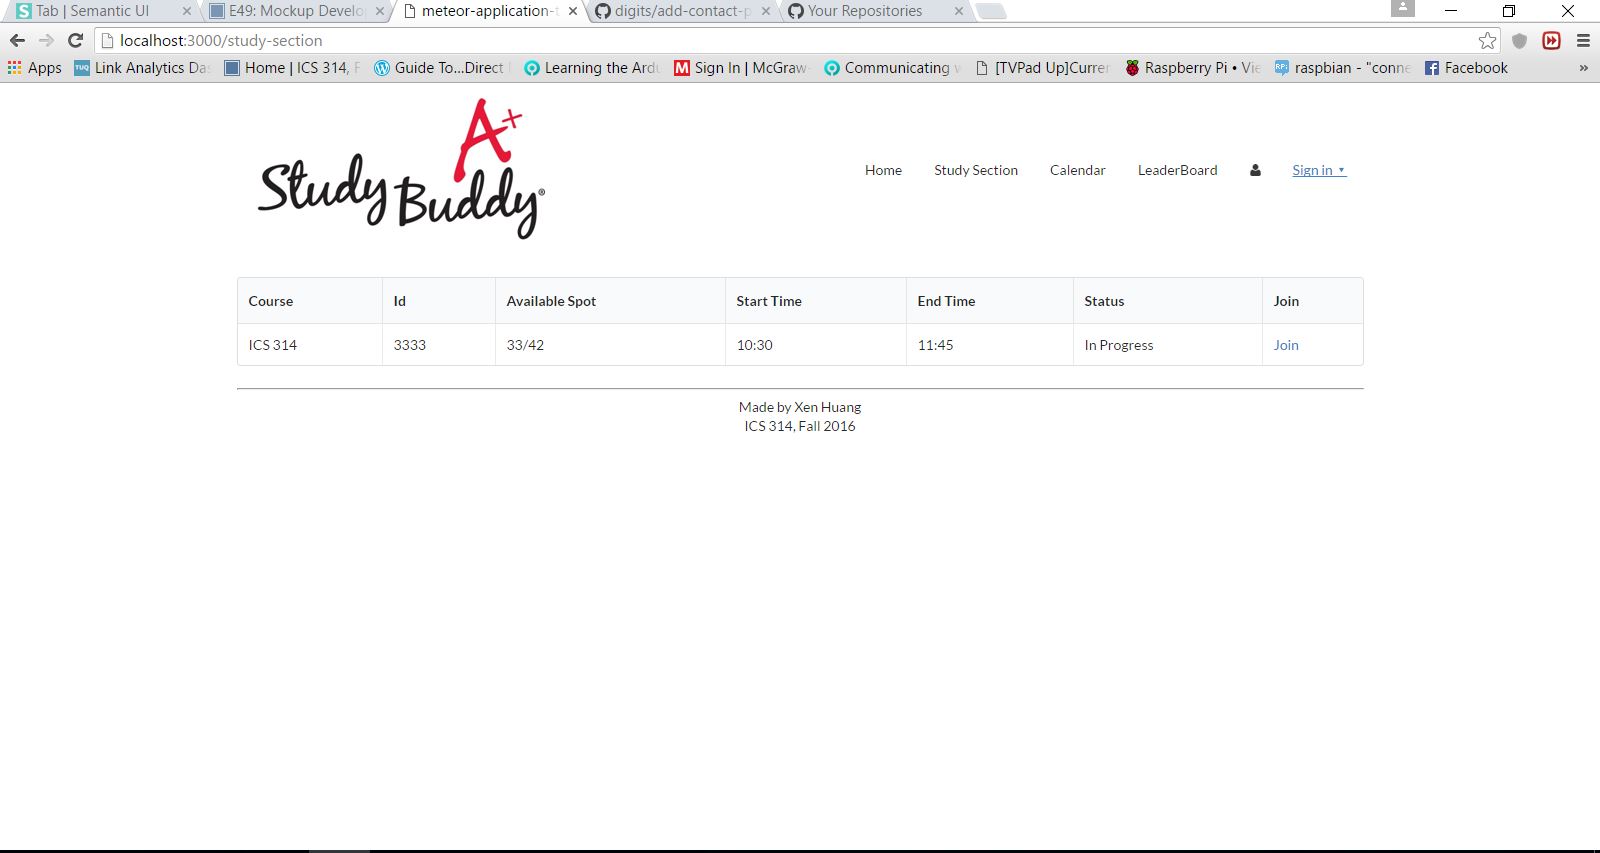 Tab | Semantic UI
E49: Mockup Develo
meteor-application-t
digits/add-contact-p
Your Repositories
localhost:3000/study-section
Apps
Link Analytics Das
Home | ICS 314, F
Guide To...Direct
Learning the Ardu
Sign In | McGraw-
Communicating w
[TVPad Up]Curren
Raspberry Pi • Vie
raspbian - "conne
Facebook
»
Study Buddy® A+
Home
Study Section
Calendar
LeaderBoard
Sign in ▾
Course Id Available Spot Start Time End Time Status Join
ICS 314 3333 33/42 10:30 11:45 In Progress Join
Made by Xen Huang
ICS 314, Fall 2016